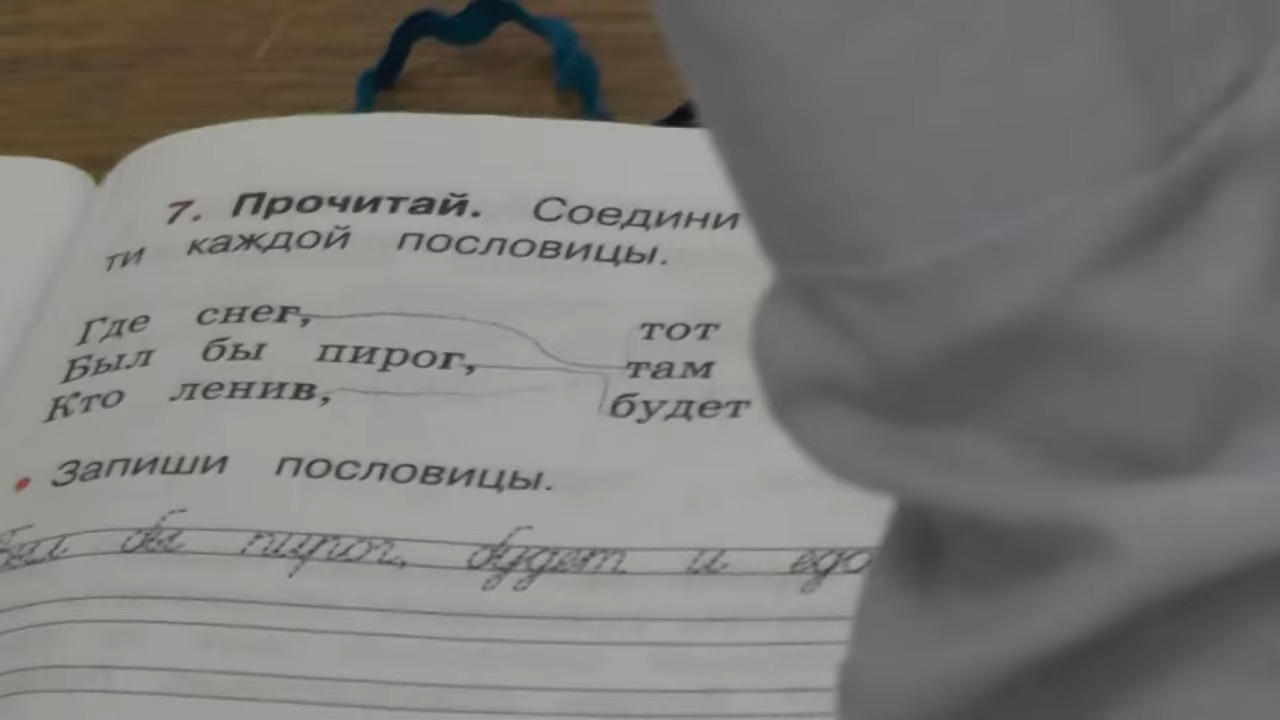 7. Прочитай. Соедини
ти каждой пословицы.
Где снег, тот
Был бы пирог, там
Кто ленив, будет
Запиши пословицы.
Был бы пирог, будет и едо